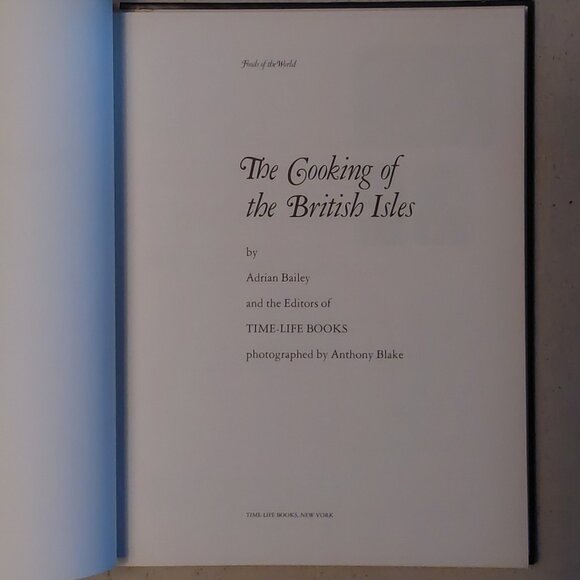 Foods of the World
The Cooking of
the British Isles
by
Adrian Bailey
and the Editors of
TIME-LIFE BOOKS
photographed by Anthony Blake
TIME-LIFE BOOKS, NEW YORK